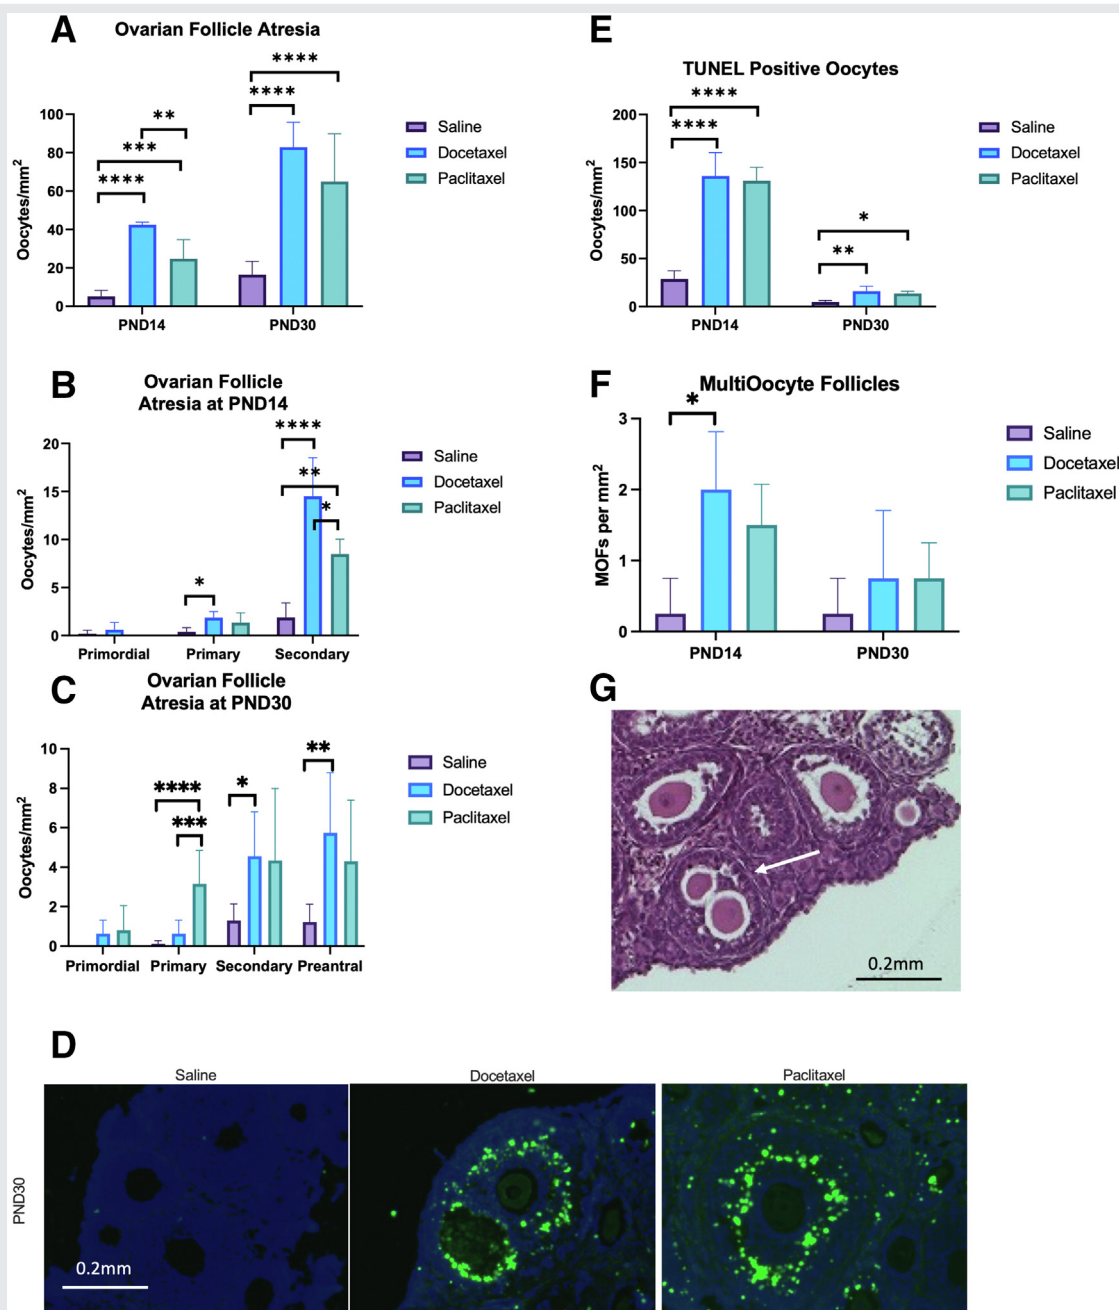 A
Ovarian Follicle Atresia
****
****
**
***
****
Oocytes/mm²
100
80
60
40
20
0
PND14
PND30
Saline
Docetaxel
Paclitaxel
E
TUNEL Positive Oocytes
****
****
*
**
Oocytes/mm²
200
150
100
50
0
PND14
PND30
Saline
Docetaxel
Paclitaxel
B
Ovarian Follicle
Atresia at PND14
****
**
*
*
Oocytes/mm²
20
15
10
5
0
Primordial
Primary
Secondary
Saline
Docetaxel
Paclitaxel
F
MultiOocyte Follicles
*
MOFs per mm²
3
2
1
0
PND14
PND30
Saline
Docetaxel
Paclitaxel
C
Ovarian Follicle
Atresia at PND30
****
***
*
**
Oocytes/mm²
10
8
6
4
2
0
Primordial
Primary
Secondary
Preantral
Saline
Docetaxel
Paclitaxel
G
0.2mm
D
Saline
Docetaxel
Paclitaxel
PND30
0.2mm